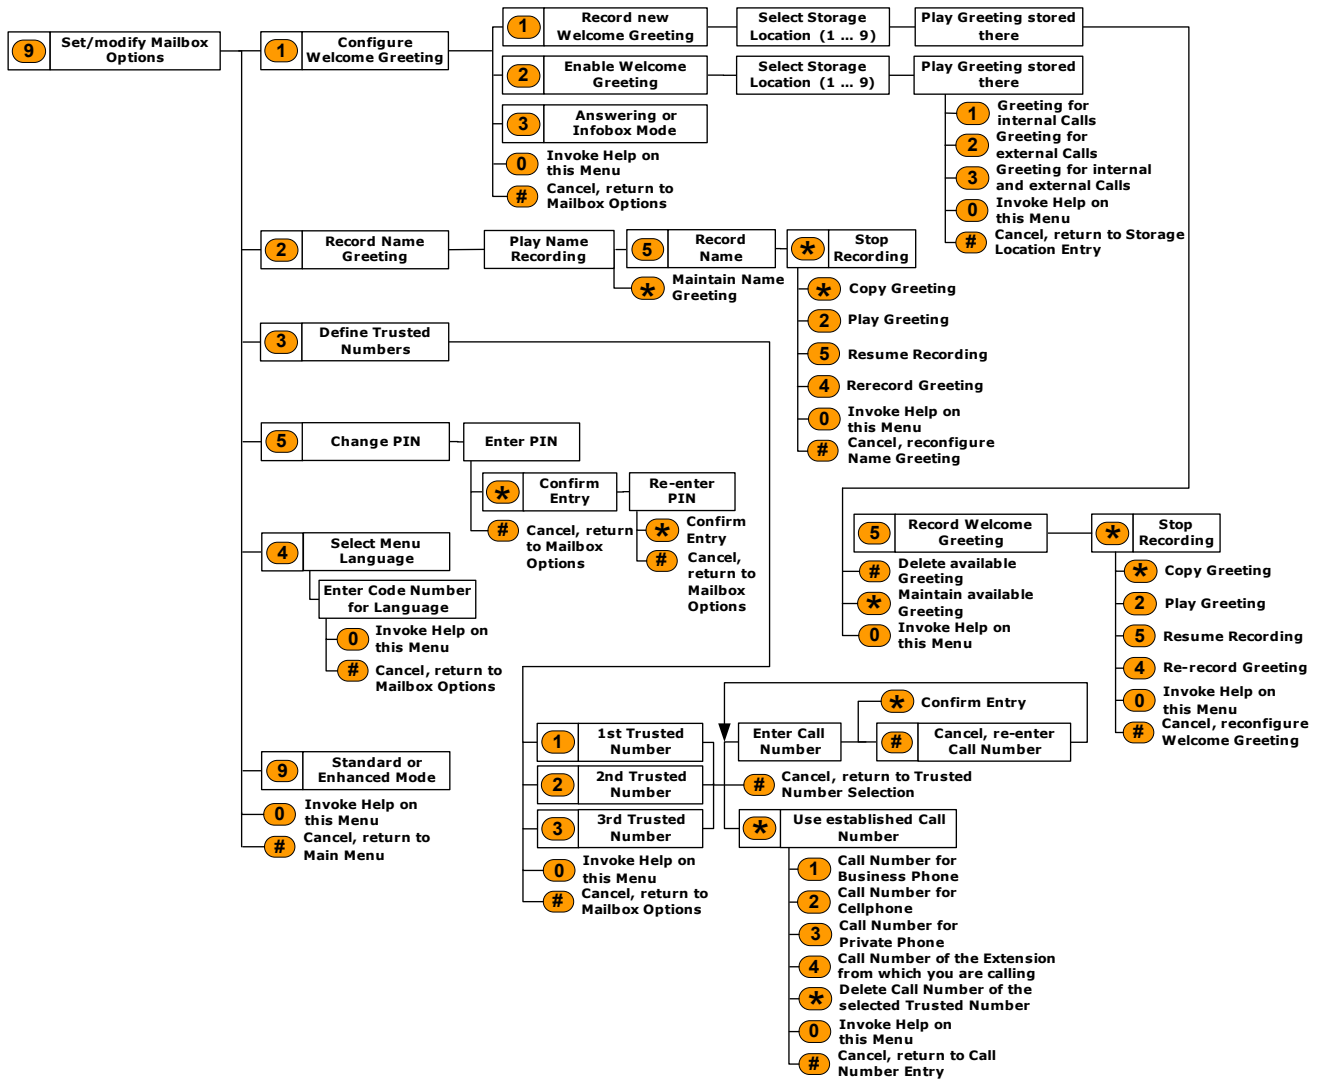 9 Set/modify Mailbox
Options
1 Configure
Welcome Greeting
1 Record new
Welcome Greeting
Select Storage
Location (1 ... 9)
Play Greeting stored
there
2 Enable Welcome
Greeting
Select Storage
Location (1 ... 9)
Play Greeting stored
there
3 Answering or
Infobox Mode
0 Invoke Help on
this Menu
# Cancel, return to
Mailbox Options
1 Greeting for
internal Calls
2 Greeting for
external Calls
3 Greeting for internal
and external Calls
0 Invoke Help on
this Menu
# Cancel, return to Storage
Location Entry
2 Record Name
Greeting
Play Name
Recording
5 Record
Name
* Stop
Recording
* Maintain Name
Greeting
* Copy Greeting
2 Play Greeting
5 Resume Recording
4 Rerecord Greeting
0 Invoke Help on
this Menu
# Cancel, reconfigure
Name Greeting
3 Define Trusted
Numbers
5 Change PIN
Enter PIN
* Confirm
Entry
Re-enter
PIN
# Cancel, return
to Mailbox
Options
* Confirm
Entry
# Cancel,
return to
Mailbox
Options
4 Select Menu
Language
Enter Code Number
for Language
0 Invoke Help on
this Menu
# Cancel, return to
Mailbox Options
5 Record Welcome
Greeting
* Stop
Recording
# Delete available
Greeting
* Maintain available
Greeting
0 Invoke Help on
this Menu
* Copy Greeting
2 Play Greeting
5 Resume Recording
4 Re-record Greeting
0 Invoke Help on
this Menu
# Cancel, reconfigure
Welcome Greeting
9 Standard or
Enhanced Mode
0 Invoke Help on
this Menu
# Cancel, return to
Main Menu
1 1st Trusted
Number
2 2nd Trusted
Number
3 3rd Trusted
Number
0 Invoke Help on
this Menu
# Cancel, return to
Mailbox Options
Enter Call
Number
* Confirm Entry
# Cancel, re-enter
Call Number
# Cancel, return to Trusted
Number Selection
* Use established Call
Number
1 Call Number for
Business Phone
2 Call Number for
Cellphone
3 Call Number for
Private Phone
4 Call Number of the Extension
from which you are calling
* Delete Call Number of the
selected Trusted Number
0 Invoke Help on
this Menu
# Cancel, return to Call
Number Entry